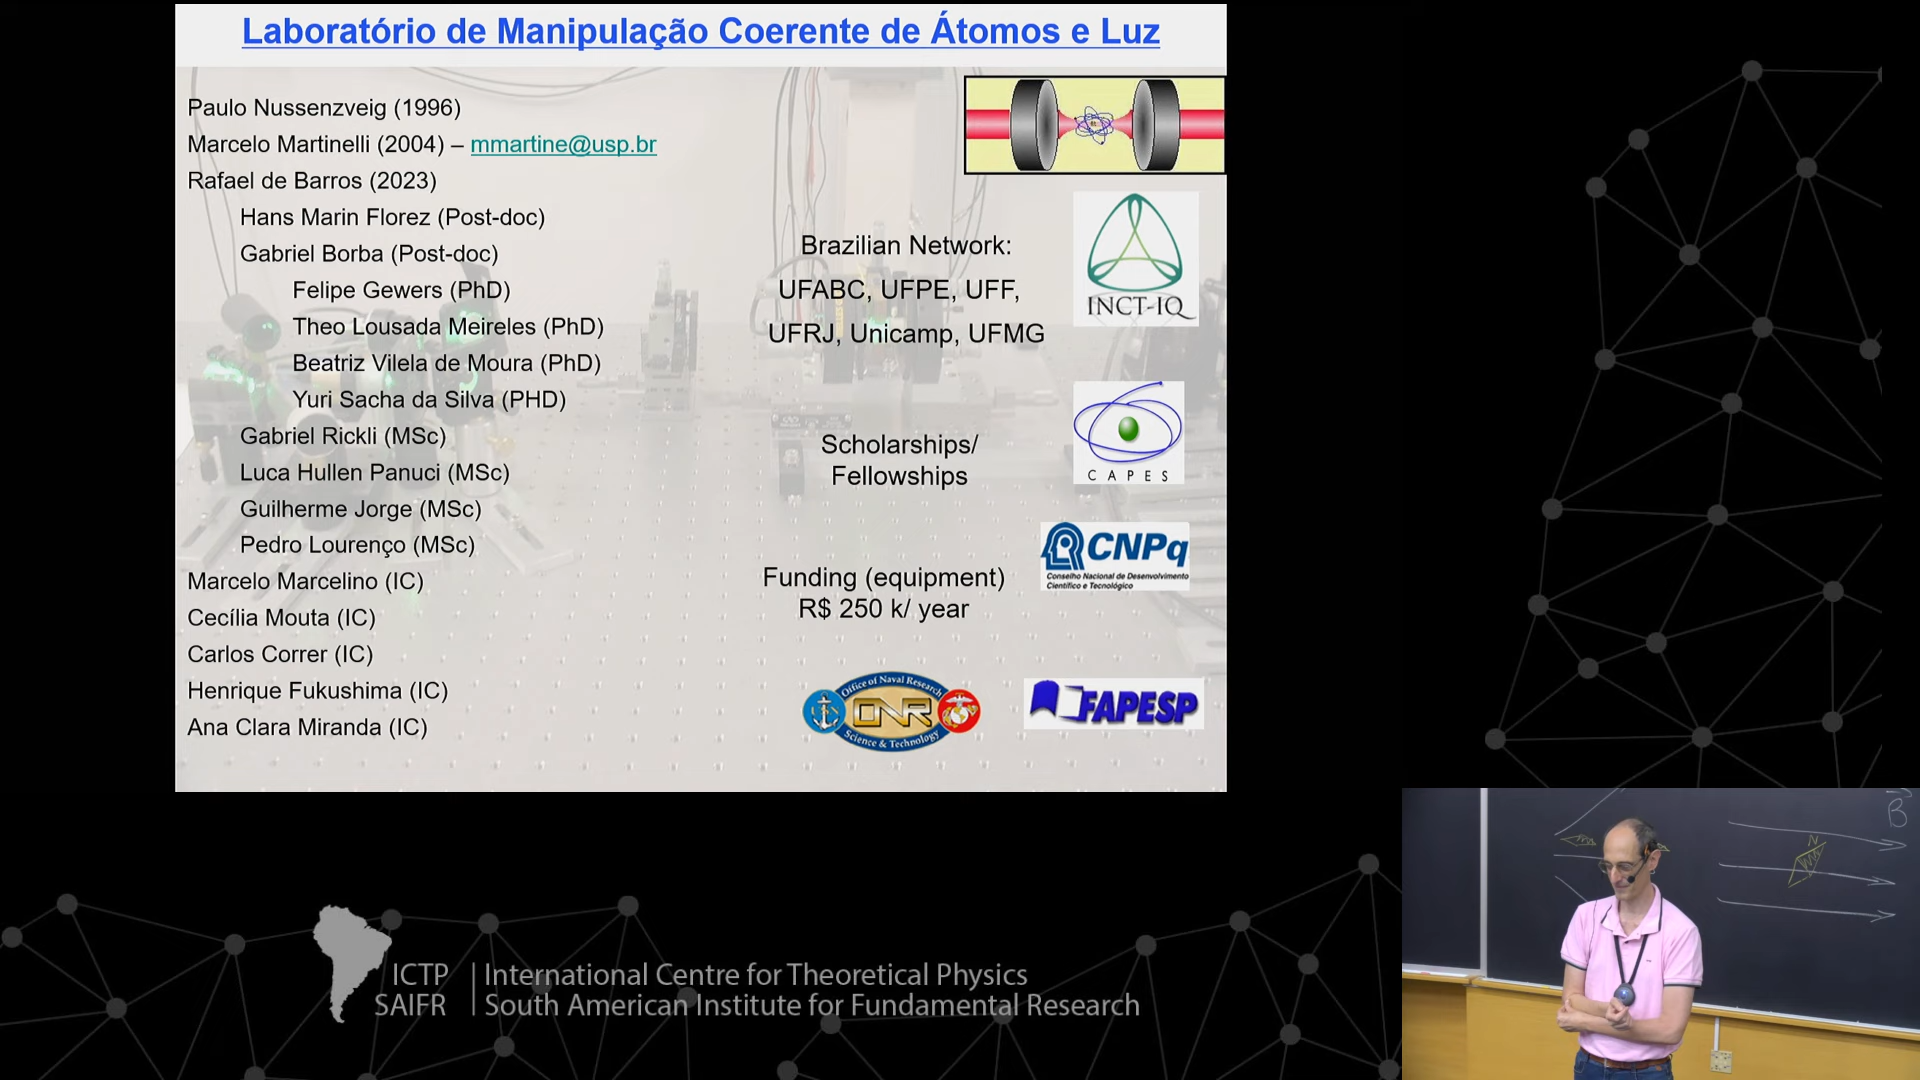 Laboratório de Manipulação Coerente de Átomos e Luz
Paulo Nussenzveig (1996)
Marcelo Martinelli (2004) – mmartine@usp.br
Rafael de Barros (2023)
Hans Marin Florez (Post-doc)
Gabriel Borba (Post-doc)
Felipe Gewers (PhD)
Theo Lousada Meireles (PhD)
Beatriz Vilela de Moura (PhD)
Yuri Sacha da Silva (PHD)
Gabriel Rickli (MSc)
Luca Hullen Panuci (MSc)
Guilherme Jorge (MSc)
Pedro Lourenço (MSc)
Marcelo Marcelino (IC)
Cecília Mouta (IC)
Carlos Correr (IC)
Henrique Fukushima (IC)
Ana Clara Miranda (IC)
Brazilian Network:
UFABC, UFPE, UFF,
UFRJ, Unicamp, UFMG
INCT-IQ
Scholarships/
Fellowships
CAPES
Funding (equipment)
R$ 250 k/ year
CNPq
Conselho Nacional de Desenvolvimento
Científico e Tecnológico
Office of Naval Research
ONR
Science & Technology
FAPESP
B
N
ICTP
SAIFR
International Centre for Theoretical Physics
South American Institute for Fundamental Research